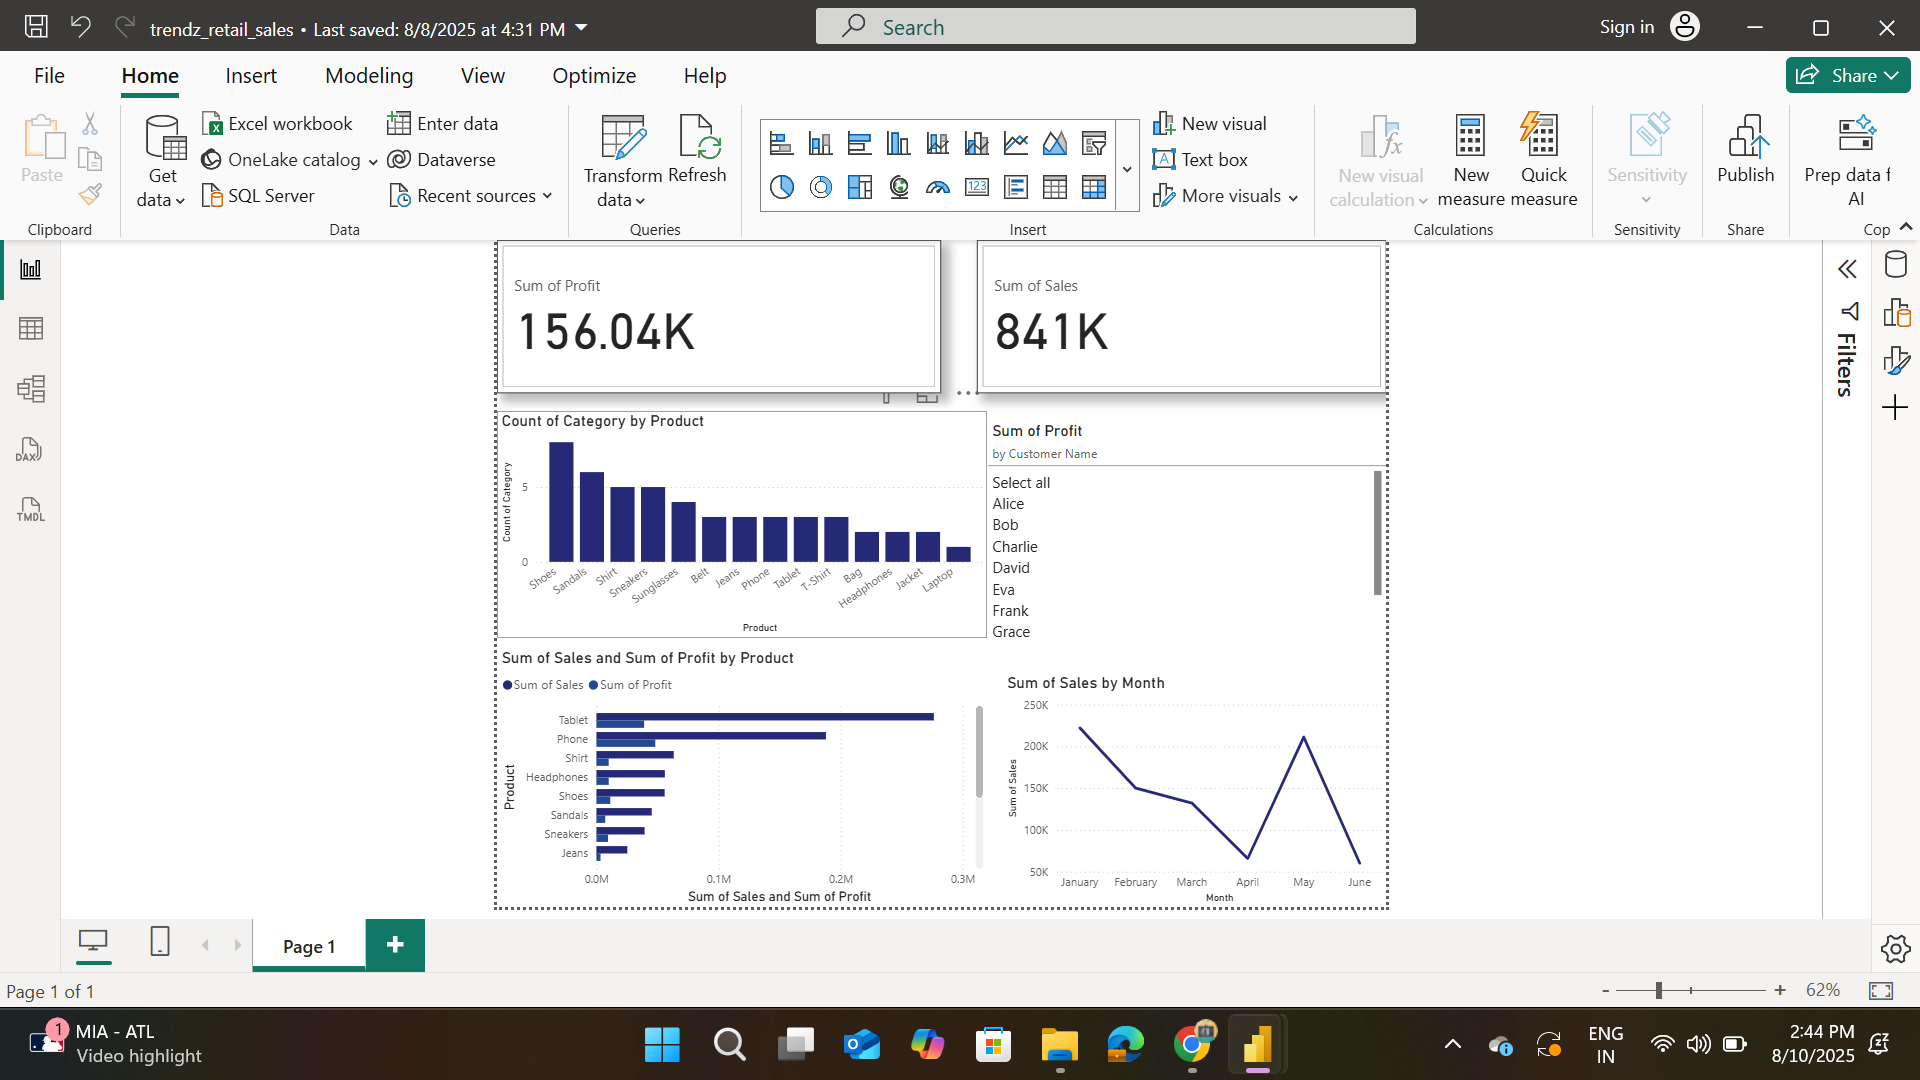 trendz_retail_sales • Last saved: 8/8/2025 at 4:31 PM
Search
Sign in
File
Home
Insert
Modeling
View
Optimize
Help
Share
Paste
Clipboard
Get data
Excel workbook
OneLake catalog
SQL Server
Enter data
Dataverse
Recent sources
Data
Transform data
Refresh
Queries
123
New visual
Text box
More visuals
Insert
New visual calculation
New measure
Quick measure
Calculations
Sensitivity
Sensitivity
Publish
Share
Prep data f
AI
Cop
DAX
TMDL
Sum of Profit
156.04K
Sum of Sales
841K
Count of Category by Product
Count of Category
5
0
Shoes
Sandals
Shirt
Sneakers
Sunglasses
Belt
Jeans
Phone
Tablet
T-Shirt
Bag
Headphones
Jacket
Laptop
Product
Sum of Profit
by Customer Name
Select all
Alice
Bob
Charlie
David
Eva
Frank
Grace
Sum of Sales and Sum of Profit by Product
Sum of Sales
Sum of Profit
Product
Tablet
Phone
Shirt
Headphones
Shoes
Sandals
Sneakers
Jeans
0.0M
0.1M
0.2M
0.3M
Sum of Sales and Sum of Profit
Sum of Sales by Month
Sum of Sales
250K
200K
150K
100K
50K
January
February
March
April
May
June
Month
Filters
Page 1
Page 1 of 1
- + 62%
1
MIA - ATL
Video highlight
ENG
IN
2:44 PM
8/10/2025